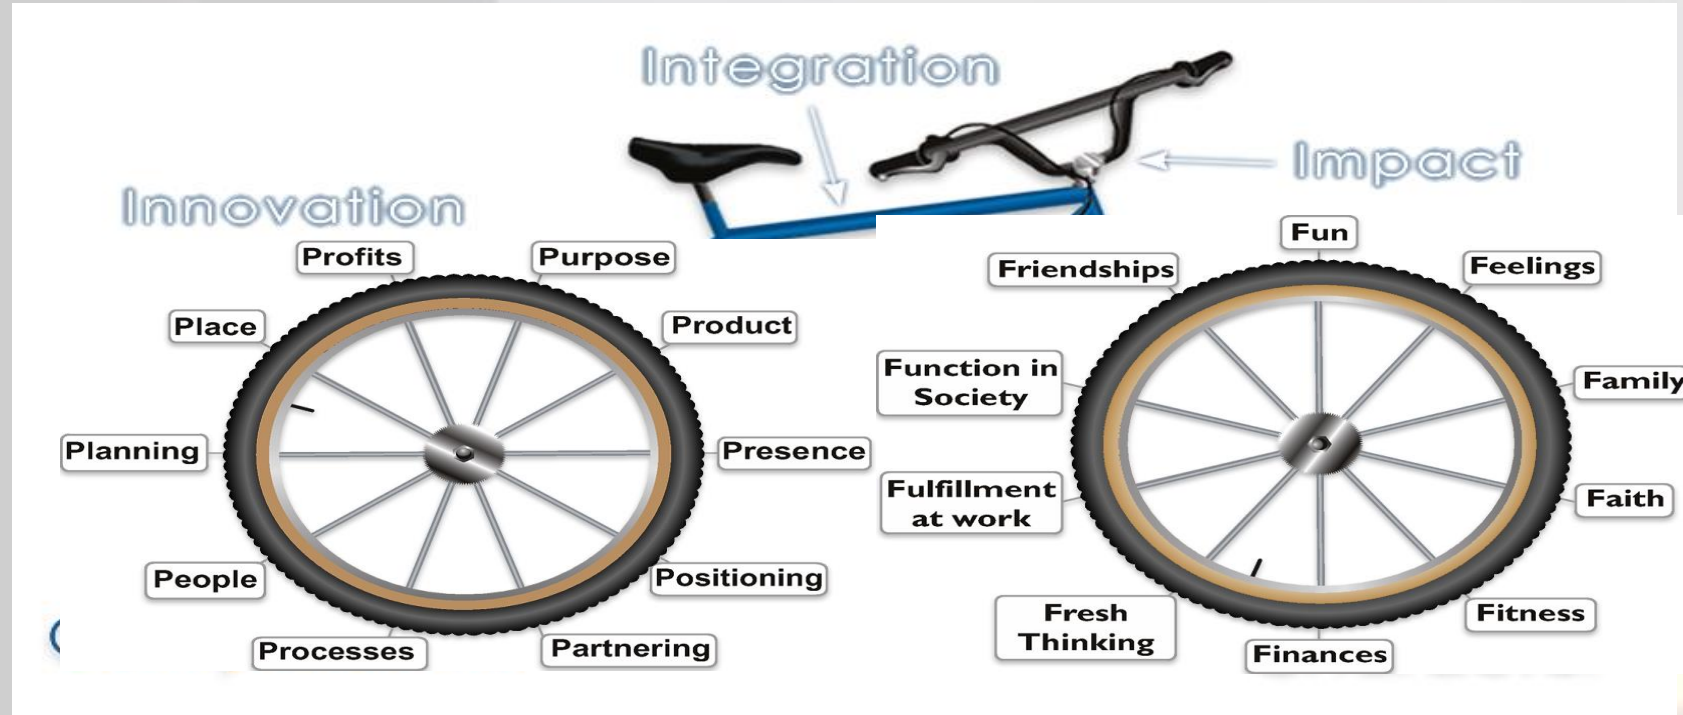 Integration
Impact
Innovation
Profits
Purpose
Place
Product
Planning
Presence
People
Positioning
Processes
Partnering
Fun
Friendships
Feelings
Function in
Society
Family
Fulfillment
at work
Faith
Fresh
Thinking
Fitness
Finances